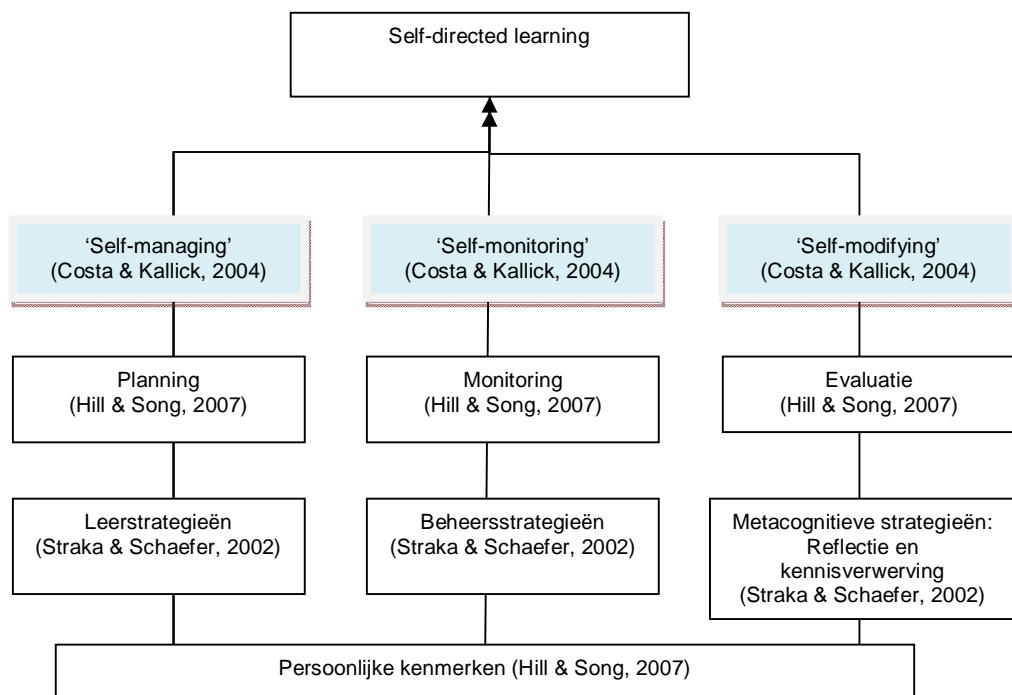 Self-directed learning
‘Self-managing’
(Costa & Kallick, 2004)
‘Self-monitoring’
(Costa & Kallick, 2004)
‘Self-modifying’
(Costa & Kallick, 2004)
Planning
(Hill & Song, 2007)
Monitoring
(Hill & Song, 2007)
Evaluatie
(Hill & Song, 2007)
Leerstrategieën
(Straka & Schaefer, 2002)
Beheersstrategieën
(Straka & Schaefer, 2002)
Metacognitieve strategieën:
Reflectie en
kennisverwerving
(Straka & Schaefer, 2002)
Persoonlijke kenmerken (Hill & Song, 2007)